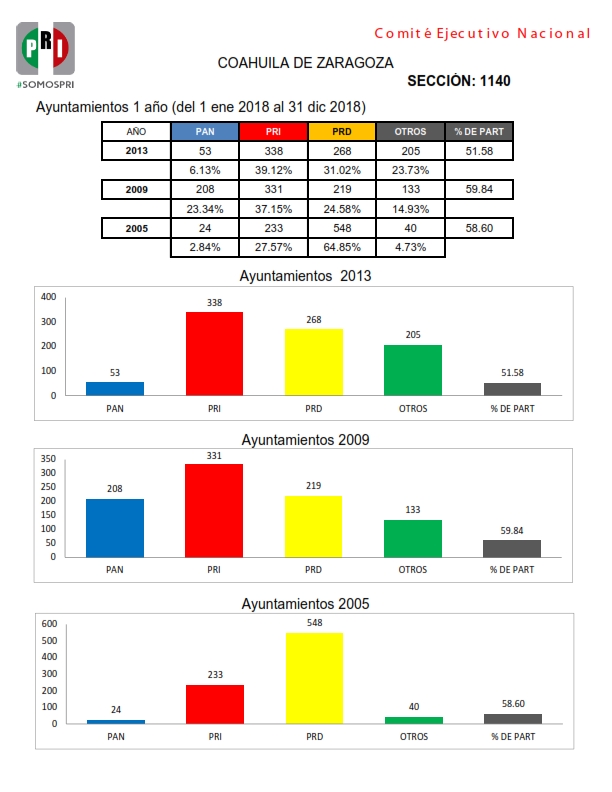 Comité Ejecutivo Nacional
PRI
#SOMOSPRI
COAHUILA DE ZARAGOZA
SECCIÓN: 1140
Ayuntamientos 1 año (del 1 ene 2018 al 31 dic 2018)
AÑO PAN PRI PRD OTROS % DE PART
2013 53 338 268 205 51.58
6.13% 39.12% 31.02% 23.73%
2009 208 331 219 133 59.84
23.34% 37.15% 24.58% 14.93%
2005 24 233 548 40 58.60
2.84% 27.57% 64.85% 4.73%
Ayuntamientos 2013
400
300
200
100
0
53 338 268 205 51.58
PAN PRI PRD OTROS % DE PART
Ayuntamientos 2009
350
300
250
200
150
100
50
0
208 331 219 133 59.84
PAN PRI PRD OTROS % DE PART
Ayuntamientos 2005
600
500
400
300
200
100
0
24 233 548 40 58.60
PAN PRI PRD OTROS % DE PART